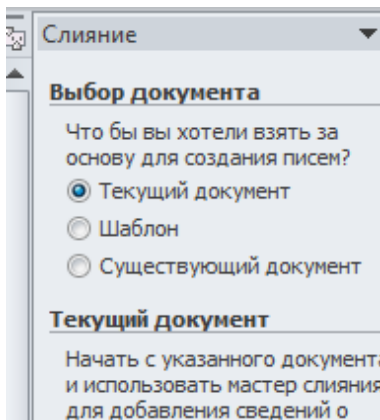 Слияние
Выбор документа
Что бы вы хотели взять за
основу для создания писем?
Текущий документ
Шаблон
Существующий документ
Текущий документ
Начать с указанного документа
и использовать мастер слияния
для добавления сведений о